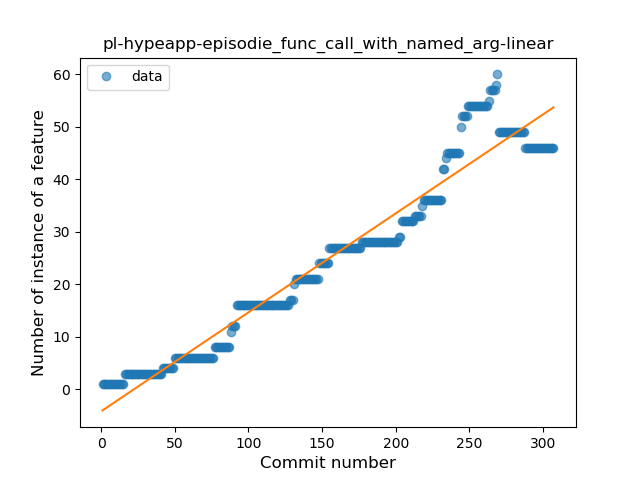 pl-hypeapp-episodie_func_call_with_named_arg-linear
data
Number of instance of a feature
60
50
40
30
20
10
0
0 50 100 150 200 250 300
Commit number